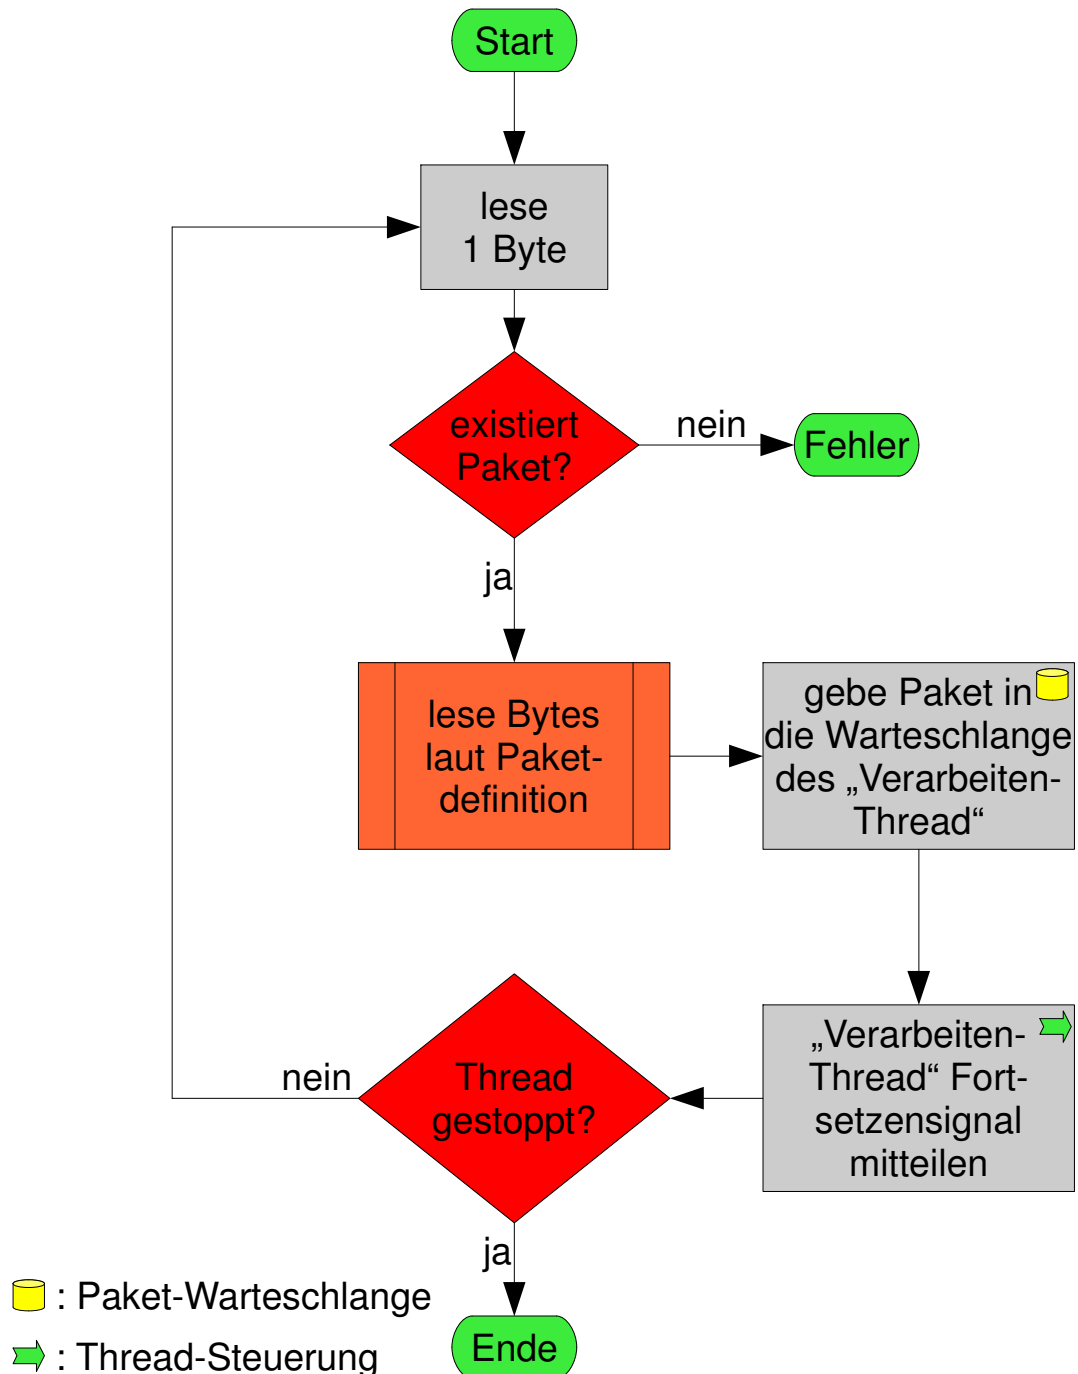 Start
lese
1 Byte
existiert
Paket?
nein
Fehler
ja
lese Bytes
laut Paket-
definition
gebe Paket in
die Warteschlange
des „Verarbeiten-
Thread“
„Verarbeiten-
Thread“ Fort-
setzensignal
mitteilen
Thread
gestoppt?
nein
ja
Ende
: Paket-Warteschlange
: Thread-Steuerung